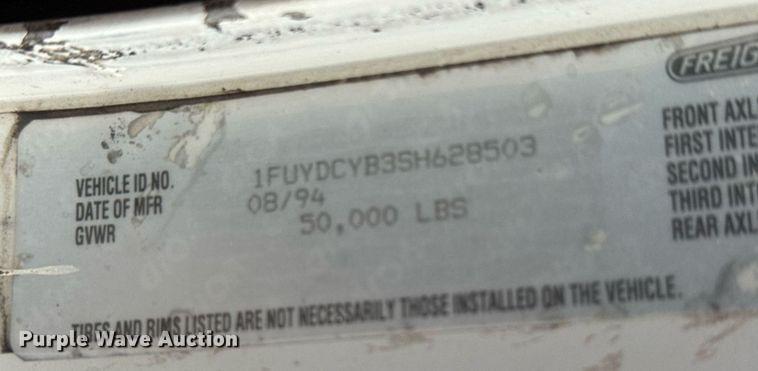 FREIG
VEHICLE ID NO. 1FUYDCYB3SH628503
DATE OF MFR 08/94
GVWR 50,000 LBS
FRONT AXL
FIRST INTE
SECOND IN
THIRD INT
REAR AXL
TIRES AND RIMS LISTED ARE NOT NECESSARILY THOSE INSTALLED ON THE VEHICLE.
Purple Wave Auction